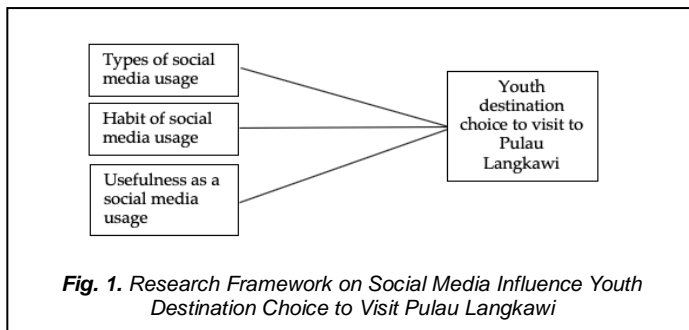 Types of social
media usage
Habit of social
media usage
Usefulness as a
social media
usage
Youth
destination
choice to visit to
Pulau
Langkawi
Fig. 1. Research Framework on Social Media Influence Youth
Destination Choice to Visit Pulau Langkawi